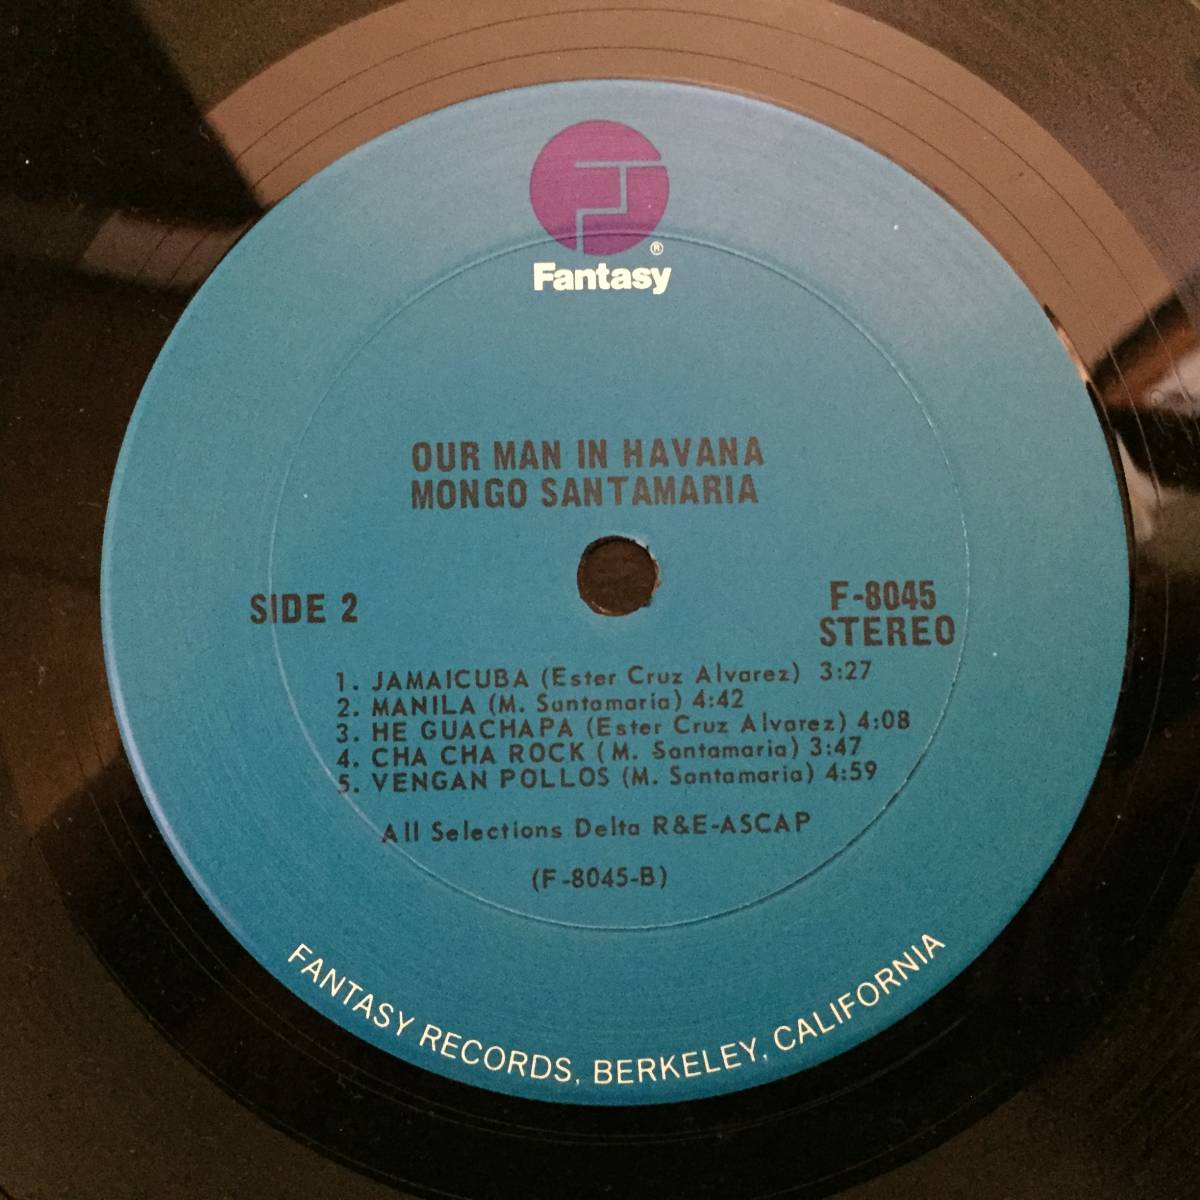 ®
Fantasy
OUR MAN IN HAVANA
MONGO SANTAMARIA
SIDE 2
F-8045
STEREO
1. JAMAICUBA (Ester Cruz Alvarez) 3:27
2. MANILA (M. Santamaria) 4:42
3. HE GUACHAPA (Ester Cruz Alvarez) 4:08
4. CHA CHA ROCK (M. Santamaria) 3:47
5. VENGAN POLLOS (M. Santamaria) 4:59
All Selections Delta R&E-ASCAP
(F-8045-B)
FANTASY RECORDS, BERKELEY, CALIFORNIA